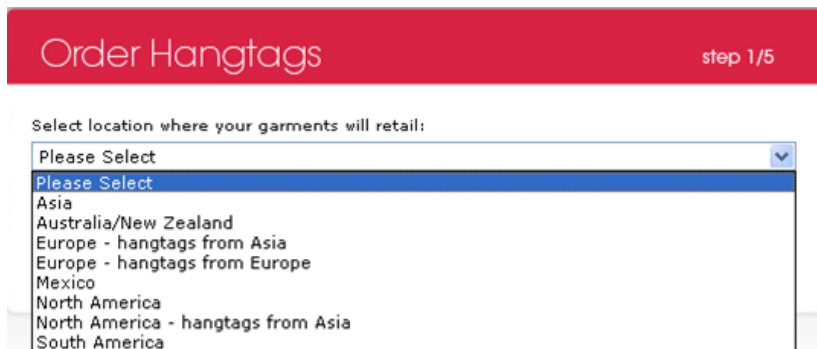 Order Hangtags
step 1/5
Select location where your garments will retail:
Please Select
Please Select
Asia
Australia/New Zealand
Europe - hangtags from Asia
Europe - hangtags from Europe
Mexico
North America
North America - hangtags from Asia
South America